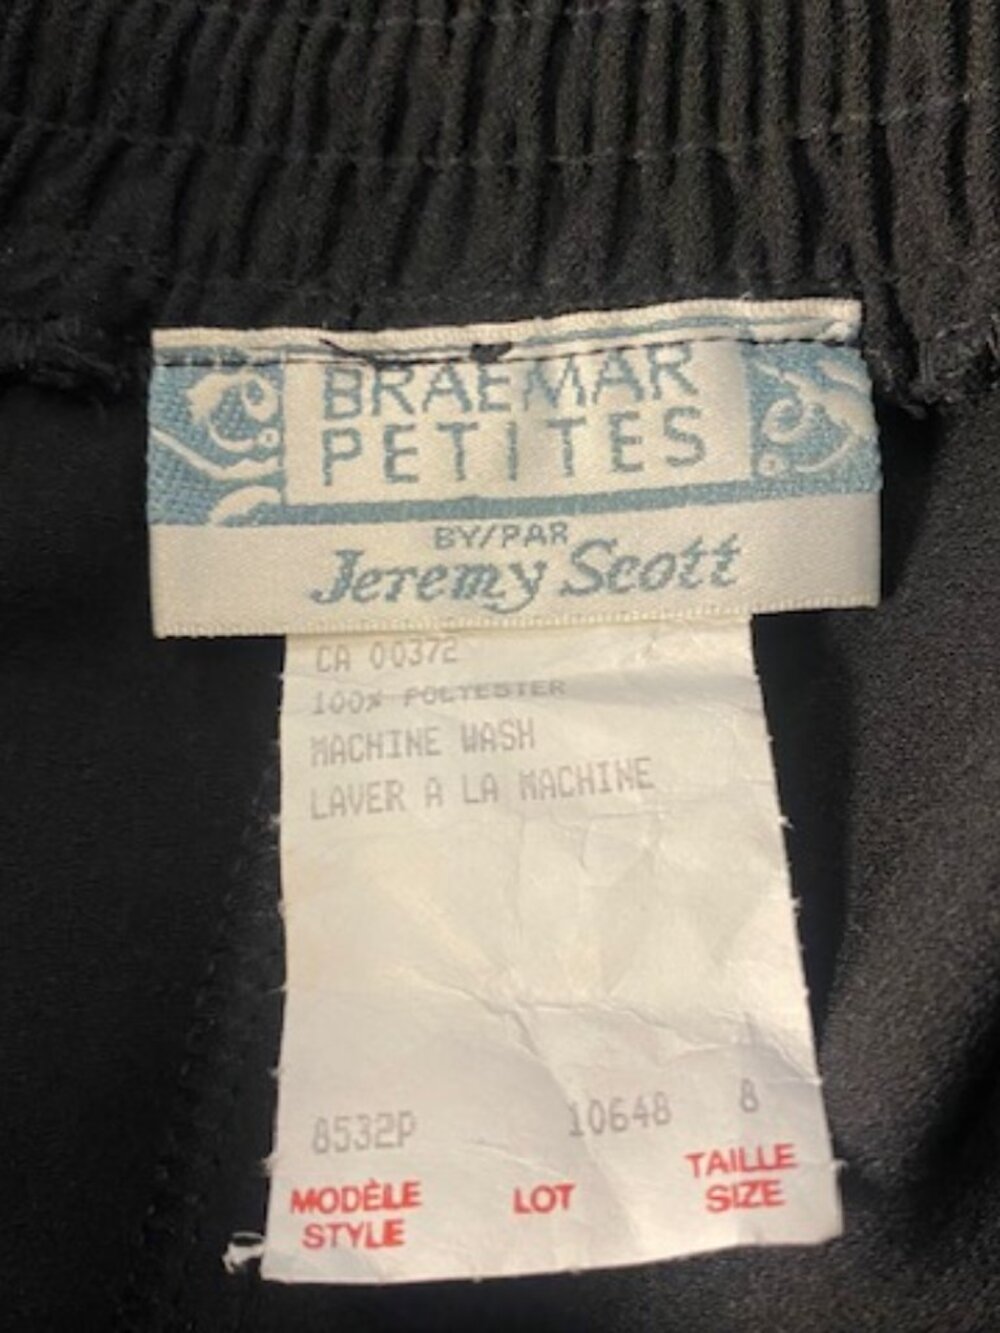 BRAEMAR
PETITES
BY/PAR
Jeremy Scott
CA 00372
100% POLYESTER
MACHINE WASH
LAVER A LA MACHINE
8532P 10648 8
MODÈLE LOT TAILLE
STYLE SIZE